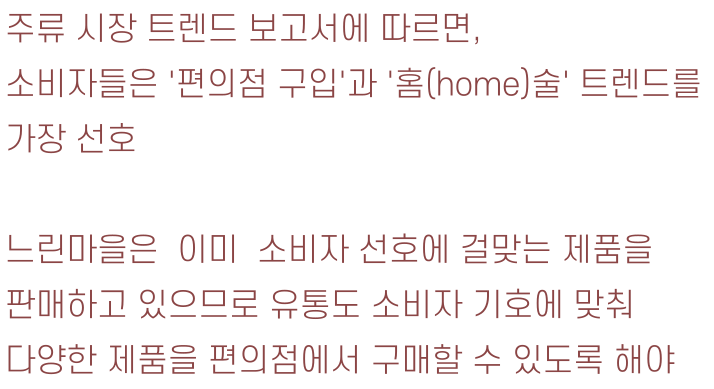 주류 시장 트렌드 보고서에 따르면,
소비자들은 '편의점 구입'과 '홈(home)술' 트렌드를
가장 선호
느린마을은 이미 소비자 선호에 걸맞는 제품을
판매하고 있으므로 유통도 소비자 기호에 맞춰
다양한 제품을 편의점에서 구매할 수 있도록 해야